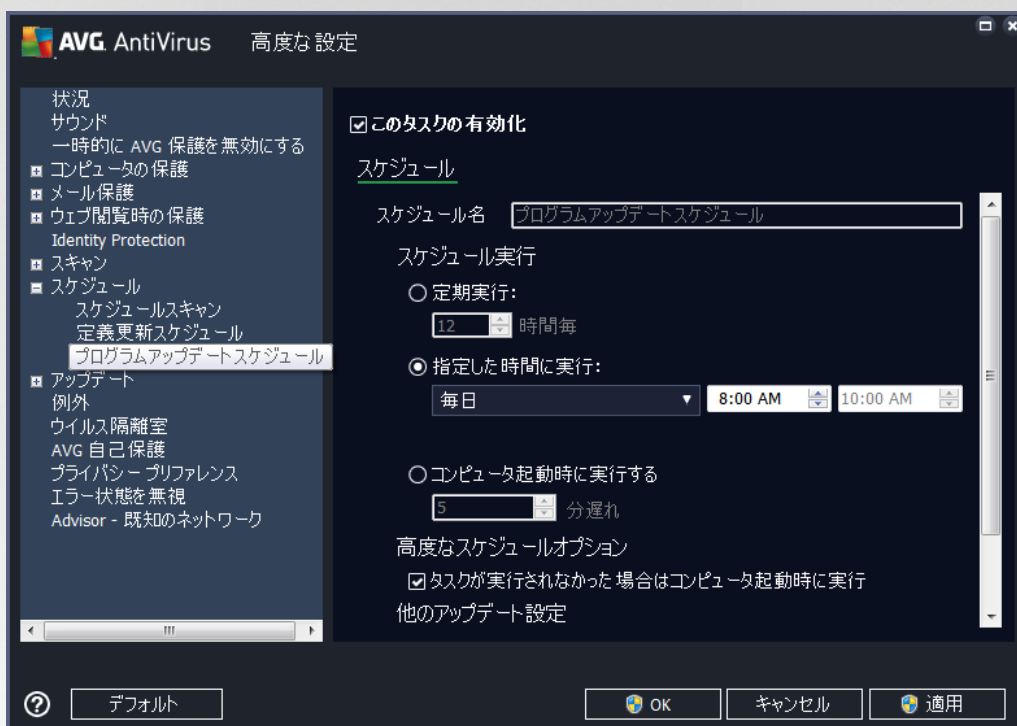 AVG AntiVirus 高度な設定
状況
サウンド
一時的に AVG 保護を無効にする
コンピュータの保護
メール保護
ウェブ閲覧時の保護
Identity Protection
スキャン
スケジュール
スケジュールスキャン
定義更新スケジュール
プログラムアップデートスケジュール
アップデート
例外
ウイルス隔離室
AVG 自己保護
プライバシー プリファレンス
エラー状態を無視
Advisor - 既知のネットワーク
このタスクの有効化
スケジュール
スケジュール名 プログラムアップデートスケジュール
スケジュール実行
定期実行:
12 時間毎
指定した時間に実行:
毎日 8:00 AM 10:00 AM
コンピュータ起動時に実行する
5 分遅れ
高度なスケジュールオプション
タスクが実行されなかった場合はコンピュータ起動時に実行
他のアップデート設定
デフォルト OK キャンセル 適用